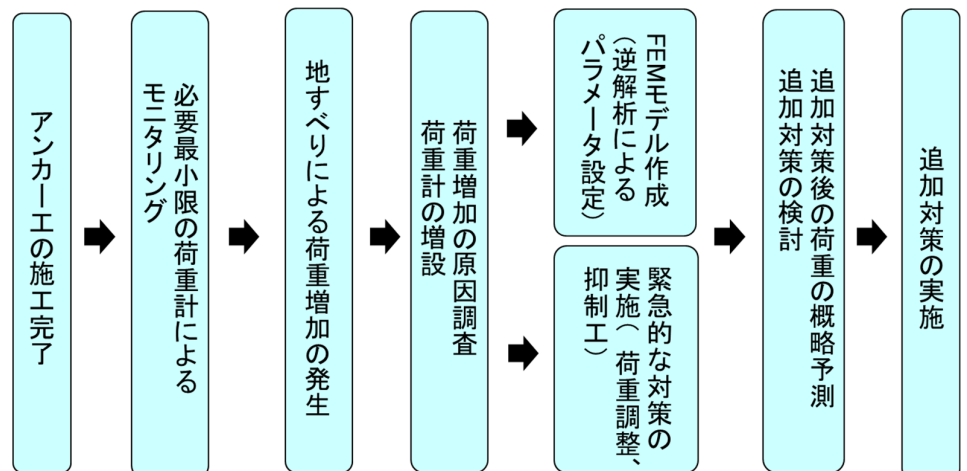 アンカー工の施工完了
必要最小限の荷重計による
モニタリング
地すべりによる荷重増加の発生
荷重増加の原因調査
荷重計の増設
FEMモデル作成
（逆解析による
パラメータ設定）
緊急的な対策の
実施（ 荷重調整、
抑制工）
追加対策後の荷重の概略予測
追加対策の検討
追加対策の実施